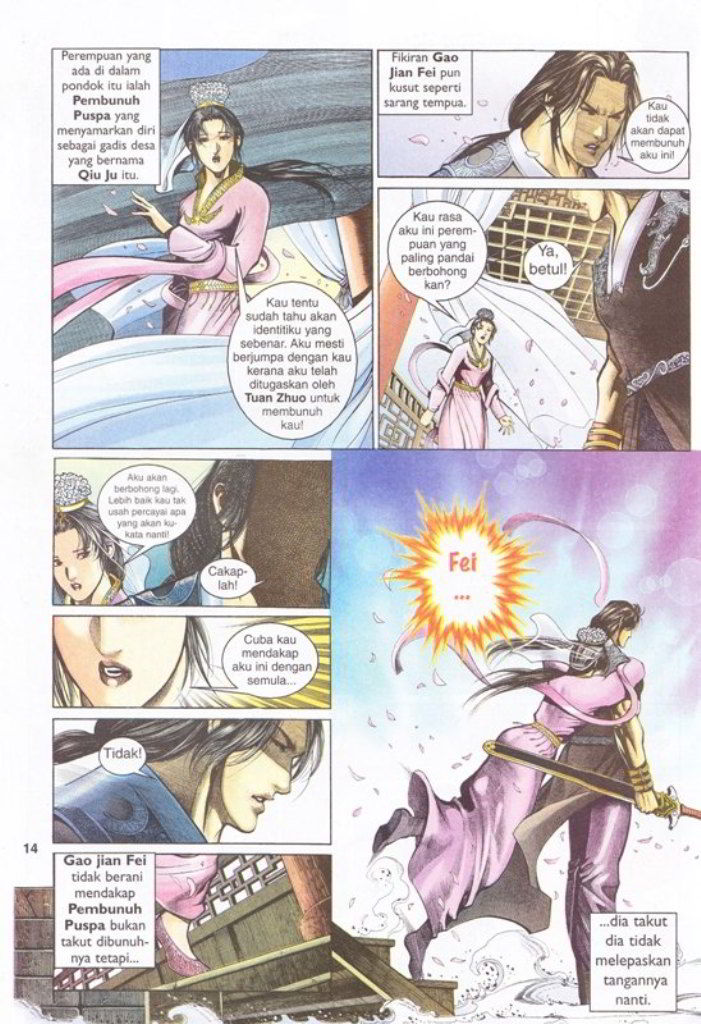 Perempuan yang
ada di dalam
pondok itu ialah
Pembunuh
Puspa yang
menyamarkan diri
sebagai gadis desa
yang bernama
Qiu Ju itu.
Kau tentu
sudah tahu akan
identitiku yang
sebenar. Aku mesti
berjumpa dengan kau
kerana aku telah
ditugaskan oleh
Tuan Zhuo untuk
membunuh
kau!
Fikiran Gao
Jian Fei pun
kusut seperti
sarang tempua.
Kau
tidak
akan dapat
membunuh
aku ini!
Kau rasa
aku ini perem-
puan yang
paling pandai
berbohong
kan?
Ya,
betul!
Aku akan
berbohong lagi.
Lebih baik kau tak
usah percayai apa
yang akan ku-
kata nanti!
Cakap-
lah!
Cuba kau
mendakap
aku ini dengan
semula...
Tidak!
Gao jian Fei
tidak berani
mendakap
Pembunuh
Puspa bukan
takut dibunuh-
nya tetapi...
Fei
...
...dia takut
dia tidak
melepaskan
tangannya
nanti.
14